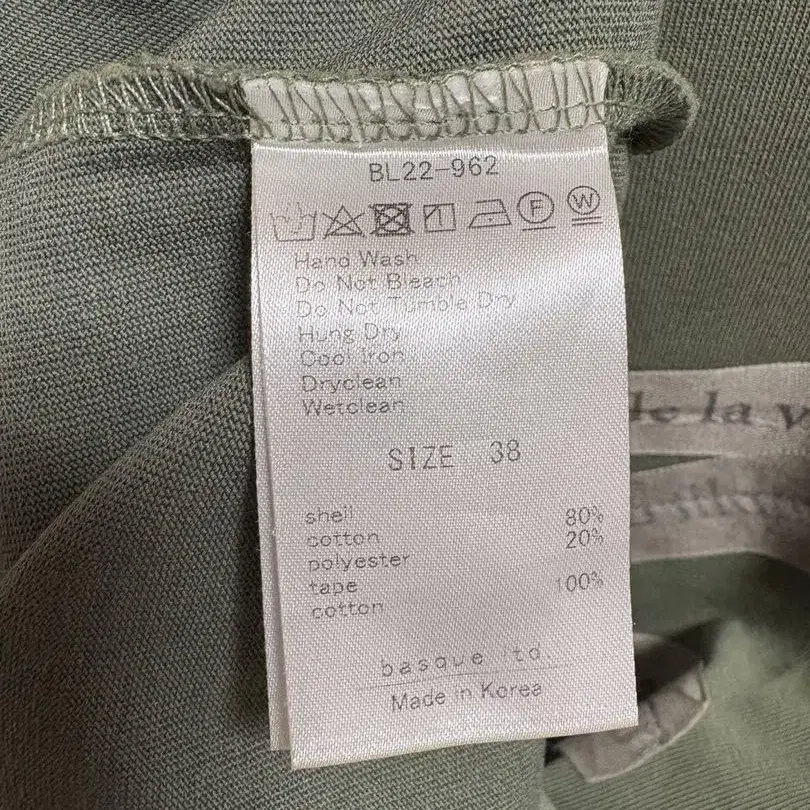 BL22-962
F W
Hand Wash
Do Not Bleach
Do Not Tumble Dry
Hung Dry
Cool Iron
Dryclean
Wetclean
SIZE 38
shell
cotton 80%
polyester 20%
tape
cotton 100%
basque ltd.
Made in Korea
de la v